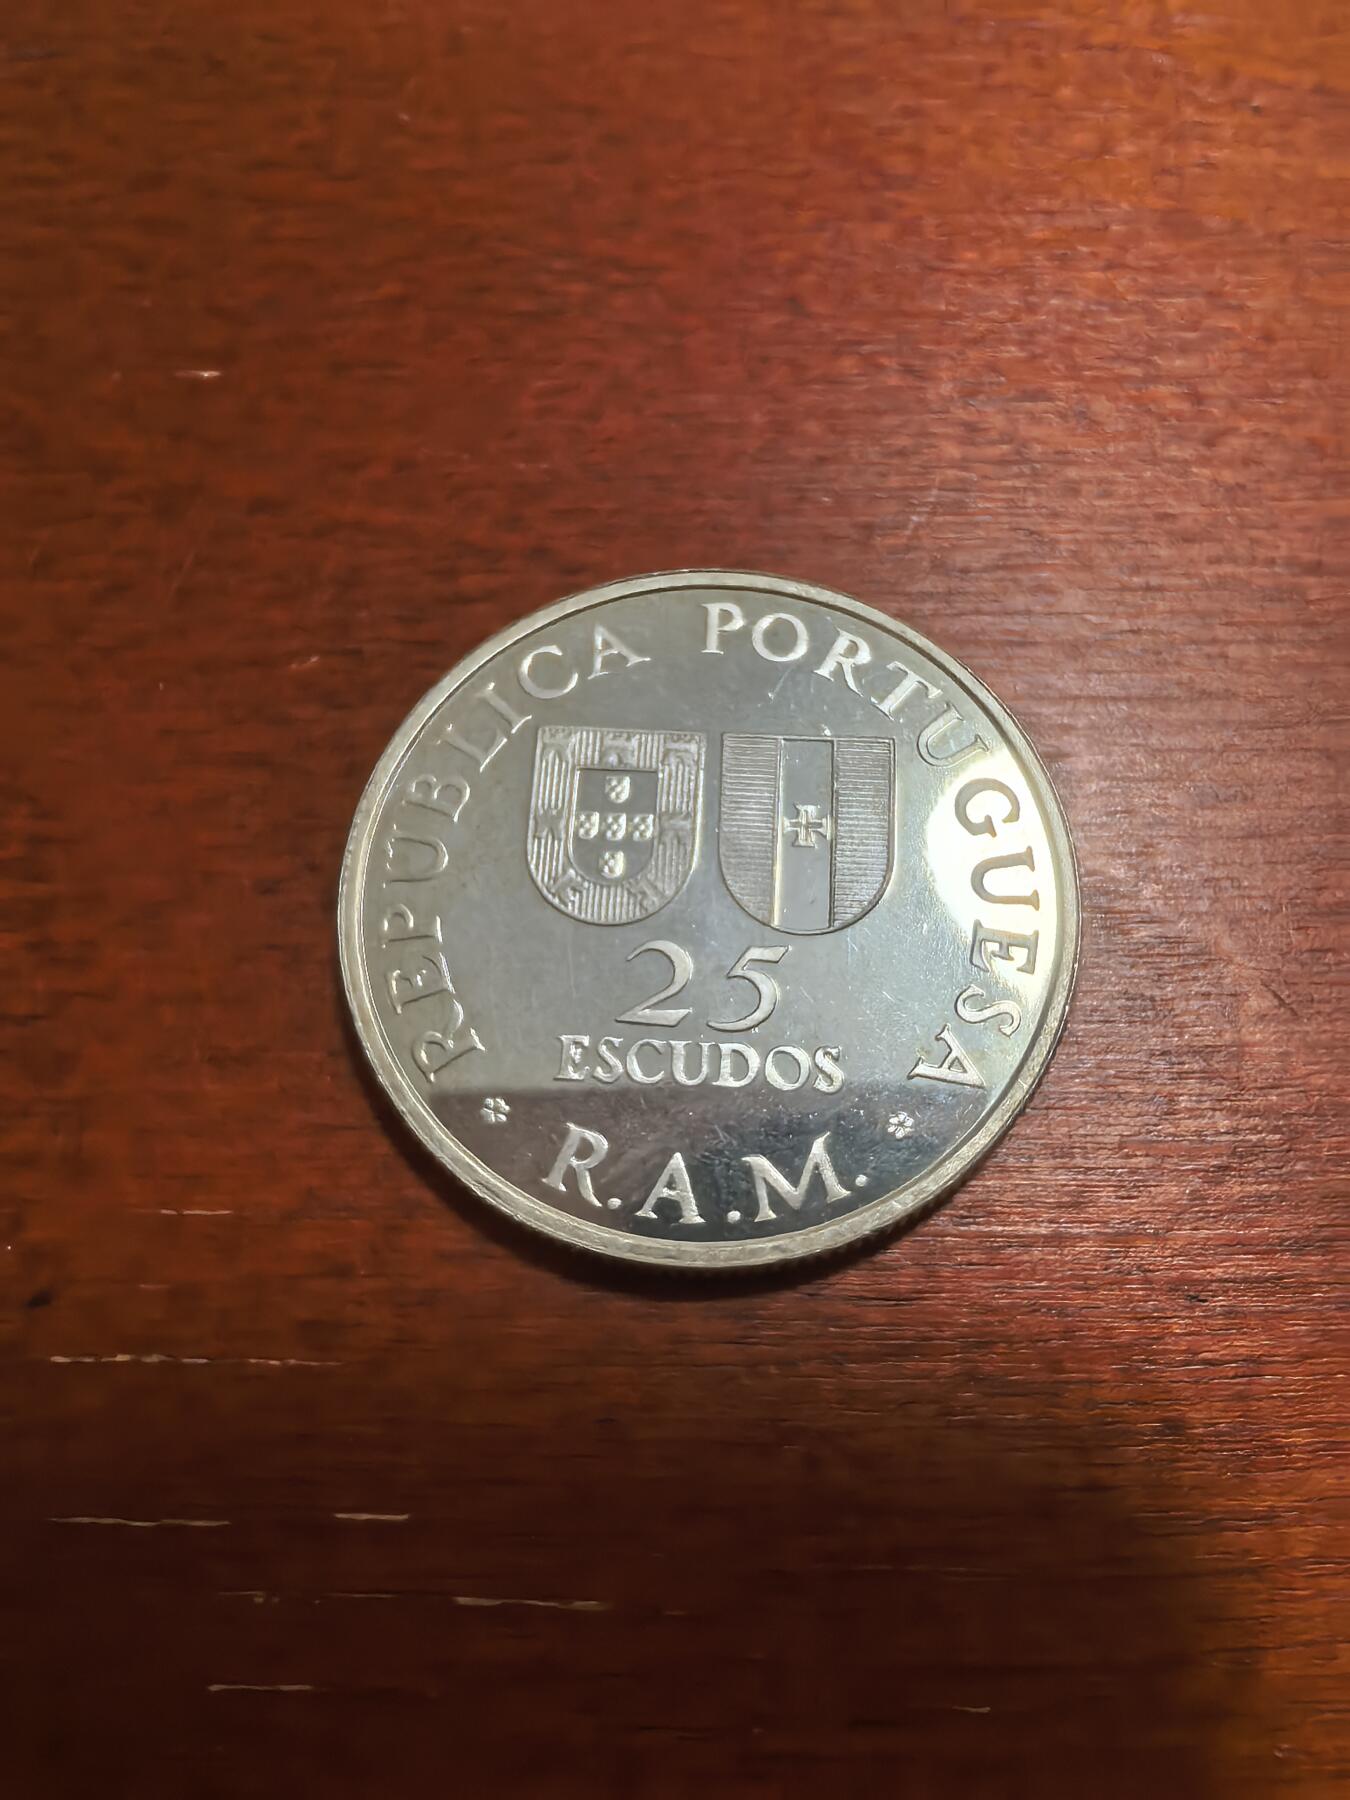 REPUBLICA PORTUGUESA
25
ESCUDOS
R.A.M.